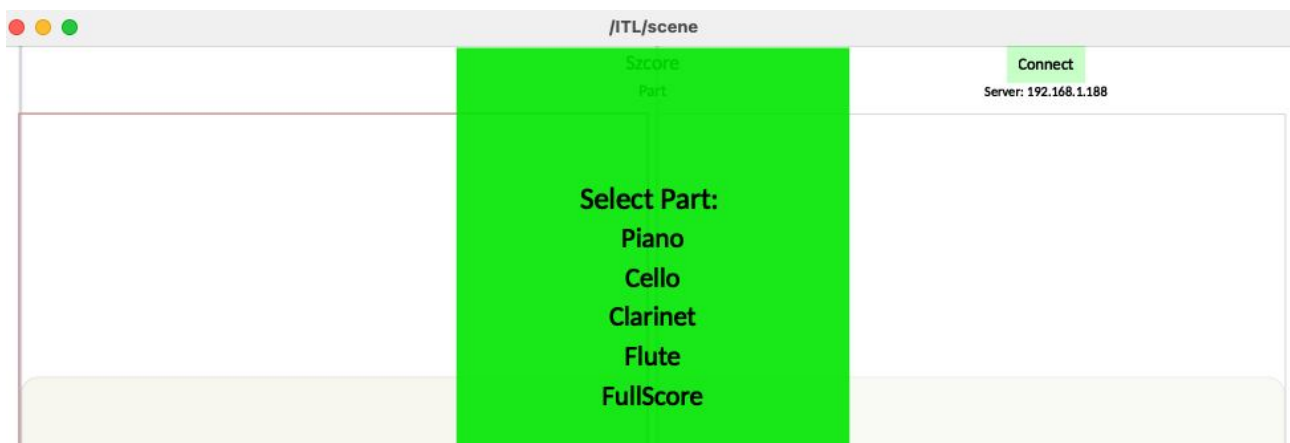 /ITL/scene
Szcore
Connect
Part
Server: 192.168.1.188
Select Part:
Piano
Cello
Clarinet
Flute
FullScore